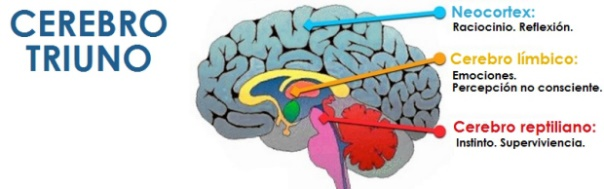 CEREBRO
TRIUNO
Neocortex:
Raciocinio. Reflexión.
Cerebro límbico:
Emociones.
Percepción no consciente.
Cerebro reptiliano:
Instinto. Superviviencia.